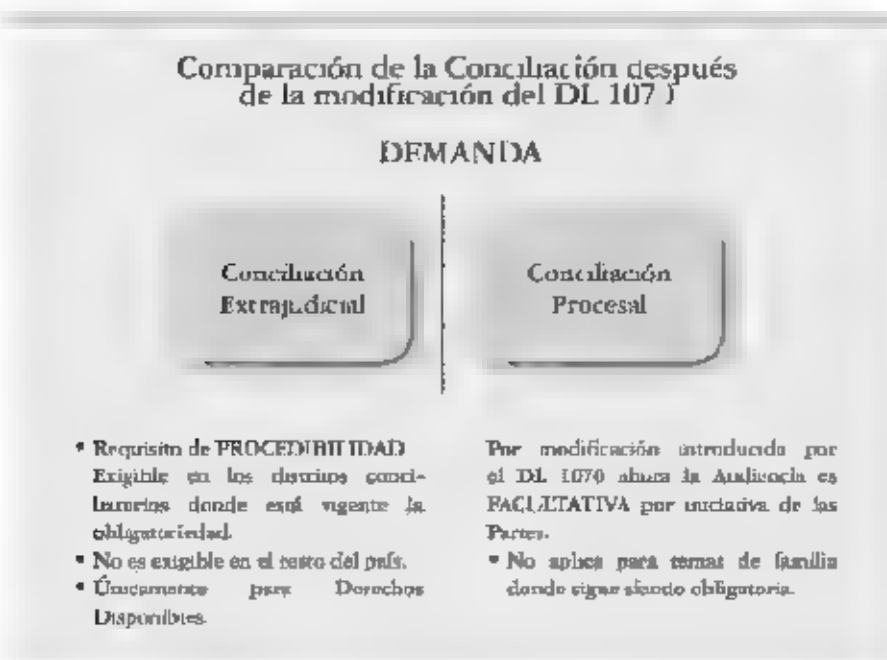 Comparación de la Conciliación después
de la modificación del DL 107
DEMANDA
Conciliación
Extrajudicial
Conciliación
Procesal
• Requisito de PROCEDIBILIDAD
Exigible en los distritos conci-
liatorios donde está vigente la
obligatoriedad.
• No es exigible en el resto del país.
• Únicamente para Derechos
Disponibles.
Por modificación introducida por
el DL 1070 ahora la Audiencia es
FACULTATIVA por iniciativa de las
Partes.
• No aplica para temas de familia
donde sigue siendo obligatoria.